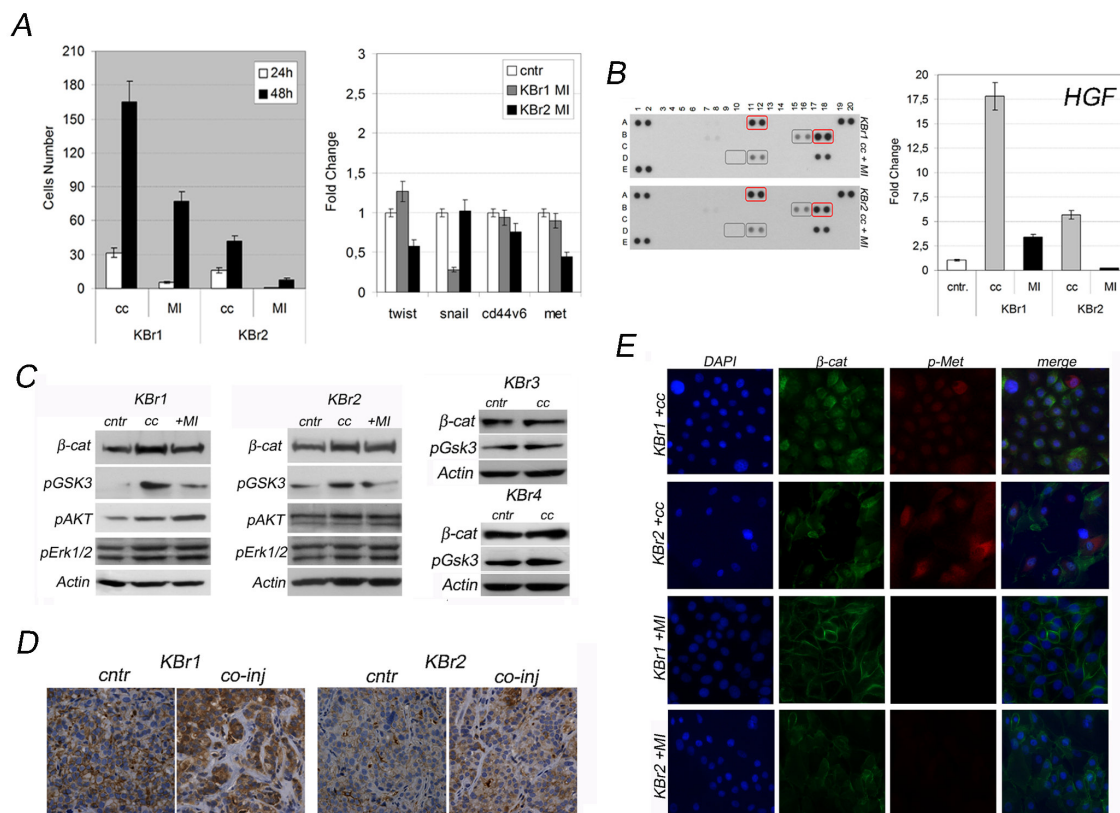 A
210
180
150
120
90
60
30
0
Cells Number
24h
48h
cc MI cc MI
KBr1 KBr2
3
2,5
2
1,5
1
0,5
0
Fold Change
cntr
KBr1 MI
KBr2 MI
twist snail cd44v6 met
B
1 2 3 4 5 6 7 8 9 10 11 12 13 14 15 16 17 18 19 20
A
B
C
D
E
KBr1 cc + MI
A
B
C
D
E
KBr2 cc + MI
HGF
20
17,5
15
12,5
10
7,5
5
2,5
0
Fold Change
cntr. cc MI cc MI
KBr1 KBr2
C
KBr1
cntr cc +MI
β-cat
pGSK3
pAKT
pErk1/2
Actin
KBr2
cntr cc +MI
β-cat
pGSK3
pAKT
pErk1/2
Actin
KBr3
cntr cc
β-cat
pGsk3
Actin
KBr4
cntr cc
β-cat
pGsk3
Actin
D
KBr1 KBr2
cntr co-inj cntr co-inj
E
DAPI β-cat p-Met merge
KBr1 +cc
KBr2 +cc
KBr1 +MI
KBr2 +MI